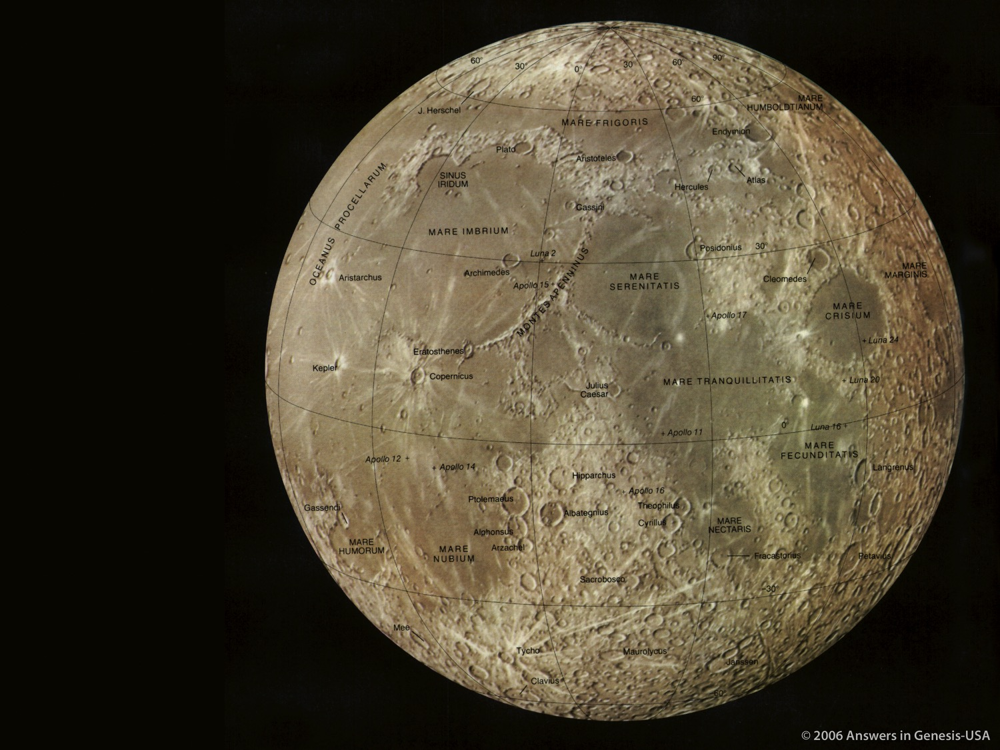 60°
30°
0°
30°
60°
90°
60°
MARE
HUMBOLDTIANUM
J. Herschel
MARE FRIGORIS
Endymion
Plato
Aristoteles
SINUS
IRIDUM
Hercules
Atlas
OCEANUS PROCELLARUM
Cassini
MARE IMBRIUM
Luna 2
+
Posidonius
30°
MARE
MARGINIS
Archimedes
Aristarchus
MONTES APENNINUS
Apollo 15 +
MARE
SERENITATIS
Cleomedes
MARE
CRISIUM
+ Apollo 17
+ Luna 24
Eratosthenes
Kepler
Copernicus
Julius
Caesar
MARE TRANQUILLITATIS
+ Luna 20
0°
Luna 16 +
+ Apollo 11
MARE
FECUNDITATIS
Apollo 12 +
+ Apollo 14
Langrenus
Hipparchus
+ Apollo 16
Ptolemaeus
Theophilus
Gassendi
Albategnius
Cyrillus
MARE
NECTARIS
Alphonsus
MARE
HUMORUM
Arzachel
MARE
NUBIUM
Fracastorius
Petavius
Sacrobosco
-30°
Mee
Tycho
Maurolycus
Janssen
Clavius
-60°
© 2006 Answers in Genesis-USA